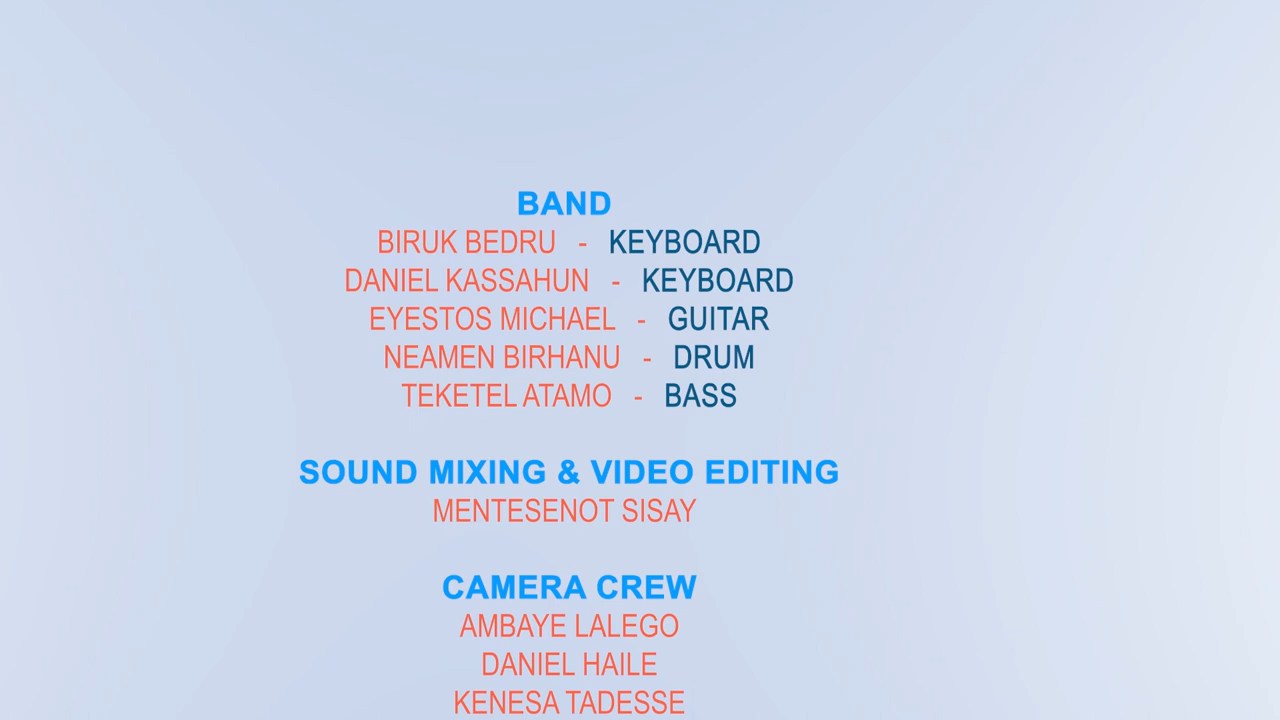 BAND
BIRUK BEDRU - KEYBOARD
DANIEL KASSAHUN - KEYBOARD
EYESTOS MICHAEL - GUITAR
NEAMEN BIRHANU - DRUM
TEKETEL ATAMO - BASS
SOUND MIXING & VIDEO EDITING
MENTESENOT SISAY
CAMERA CREW
AMBAYE LALEGO
DANIEL HAILE
KENESA TADESSE